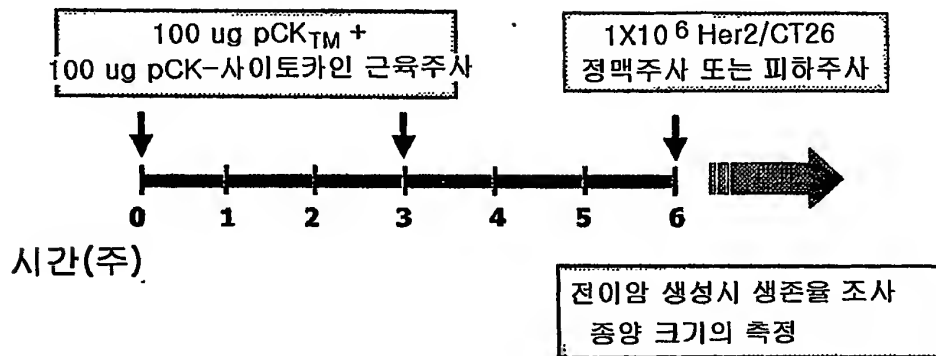 100 ug pCKTM +
100 ug pCK-사이토카인 근육주사
1X10 6 Her2/CT26
정맥주사 또는 피하주사
0 1 2 3 4 5 6
시간(주)
전이암 생성시 생존율 조사
종양 크기의 측정